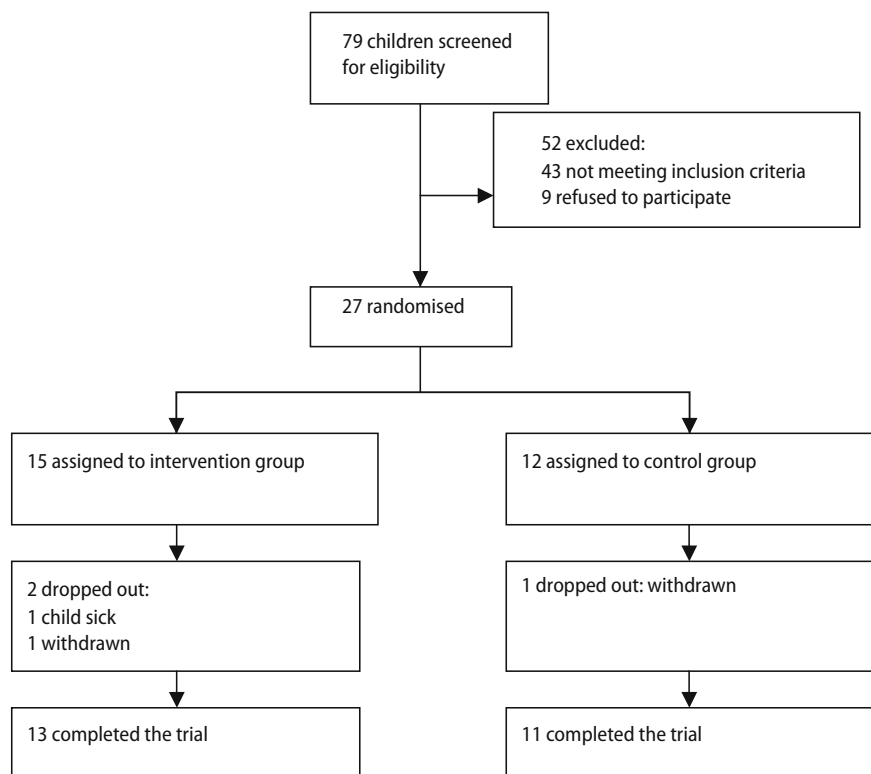 79 children screened
for eligibility
52 excluded:
43 not meeting inclusion criteria
9 refused to participate
27 randomised
15 assigned to intervention group
12 assigned to control group
2 dropped out:
1 child sick
1 withdrawn
1 dropped out: withdrawn
13 completed the trial
11 completed the trial